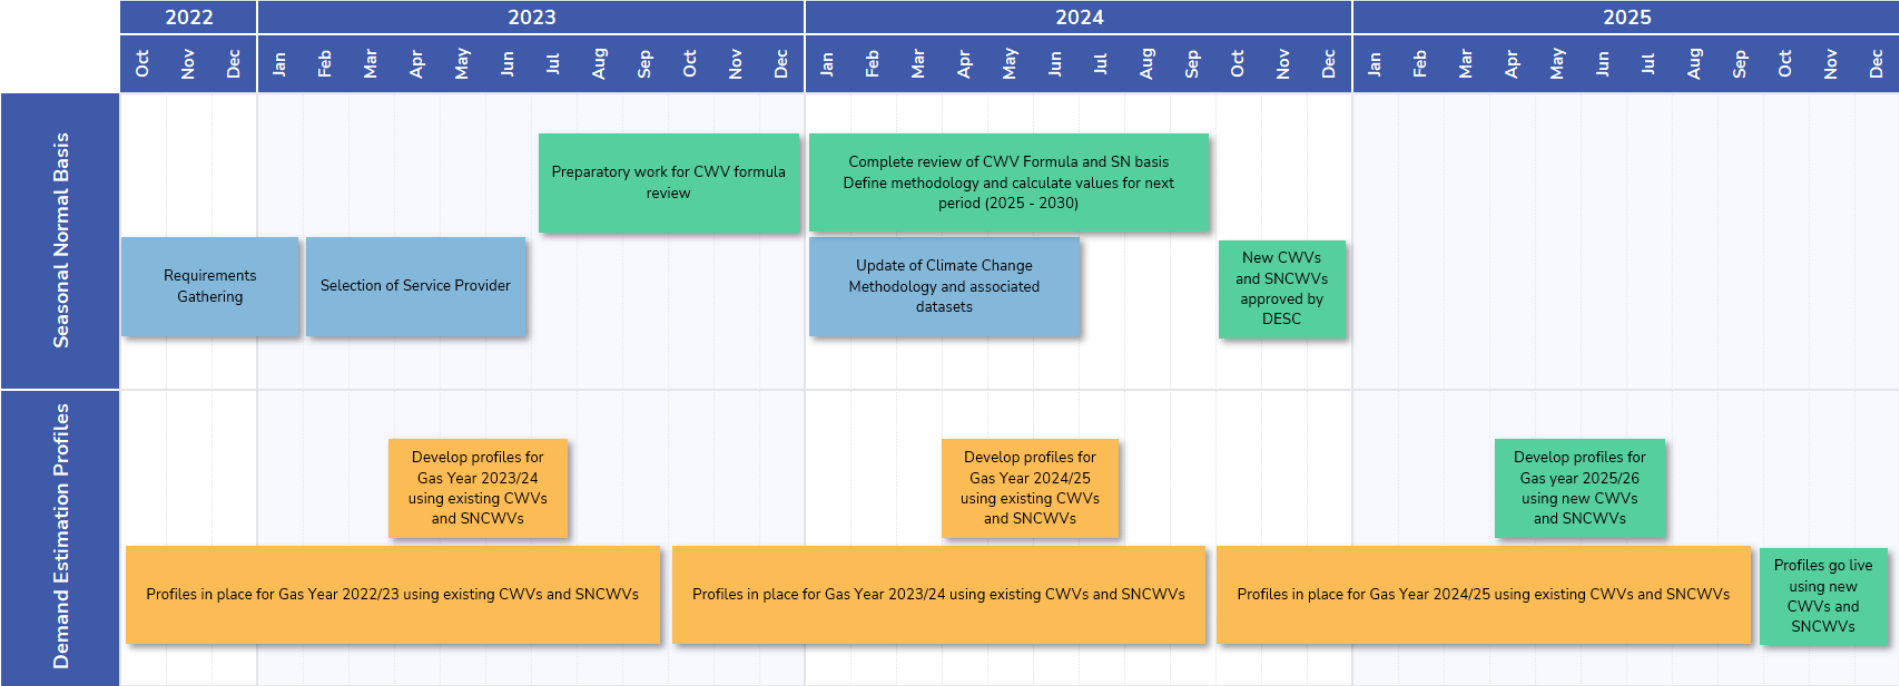 2022
2023
2024
2025
Oct
Nov
Dec
Jan
Feb
Mar
Apr
May
Jun
Jul
Aug
Sep
Oct
Nov
Dec
Jan
Feb
Mar
Apr
May
Jun
Jul
Aug
Sep
Oct
Nov
Dec
Jan
Feb
Mar
Apr
May
Jun
Jul
Aug
Sep
Oct
Nov
Dec
Seasonal Normal Basis
Preparatory work for CWV formula
review
Complete review of CWV Formula and SN basis
Define methodology and calculate values for next
period (2025 - 2030)
Requirements
Gathering
Selection of Service Provider
Update of Climate Change
Methodology and associated
datasets
New CWVs
and SNCWVs
approved by
DESC
Demand Estimation Profiles
Develop profiles for
Gas Year 2023/24
using existing CWVs
and SNCWVs
Develop profiles for
Gas Year 2024/25
using existing CWVs
and SNCWVs
Develop profiles for
Gas year 2025/26
using new CWVs
and SNCWVs
Profiles in place for Gas Year 2022/23 using existing CWVs and SNCWVs
Profiles in place for Gas Year 2023/24 using existing CWVs and SNCWVs
Profiles in place for Gas Year 2024/25 using existing CWVs and SNCWVs
Profiles go live
using new
CWVs and
SNCWVs